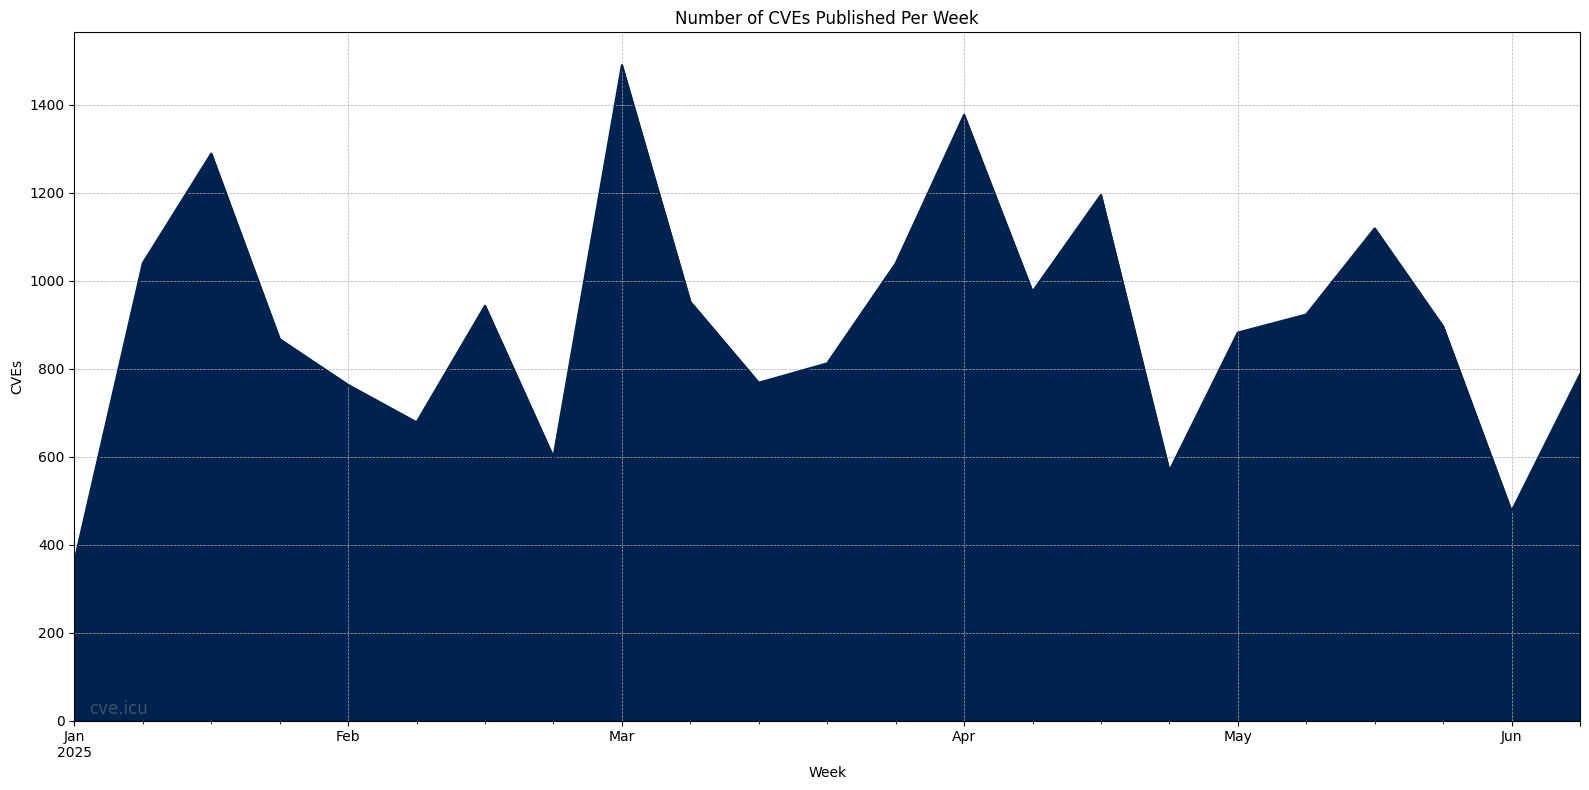 Number of CVEs Published Per Week
1400
1200
1000
800
600
400
200
0
CVEs
cve.icu
Jan Feb Mar Apr May Jun
2025
Week